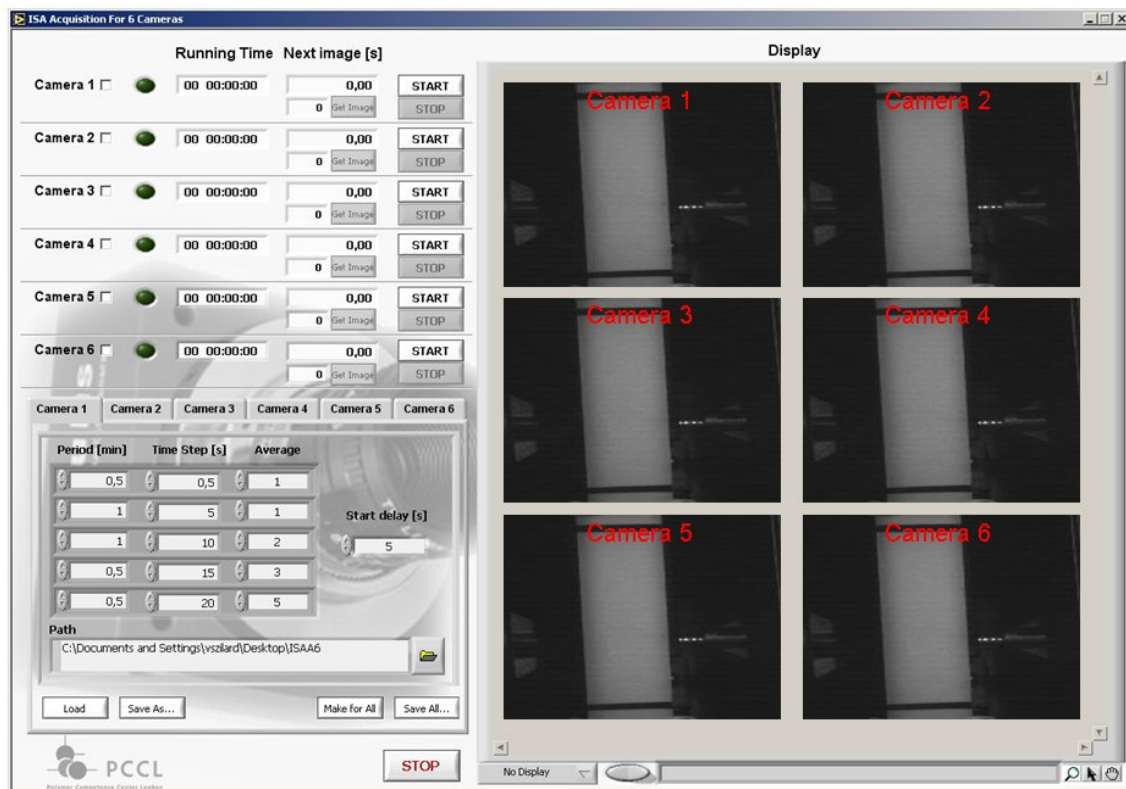 ISA Acquisition For 6 Cameras
Running Time Next image [s]
Display
Camera 1 00 00:00:00 0,00 START
0 Get Image STOP
Camera 2 00 00:00:00 0,00 START
0 Get Image STOP
Camera 3 00 00:00:00 0,00 START
0 Get Image STOP
Camera 4 00 00:00:00 0,00 START
0 Get Image STOP
Camera 5 00 00:00:00 0,00 START
0 Get Image STOP
Camera 6 00 00:00:00 0,00 START
0 Get Image STOP
Camera 1 Camera 2 Camera 3 Camera 4 Camera 5 Camera 6
Period [min] Time Step [s] Average
0,5 0,5 1
1 5 1
1 10 2
0,5 15 3
0,5 20 5
Start delay [s]
5
Path
C:\Documents and Settings\vszilard\Desktop\ISAA6
Load Save As... Make for All Save All...
PCCL
Polymer Competence Center Leoben
STOP
Camera 1 Camera 2
Camera 3 Camera 4
Camera 5 Camera 6
No Display